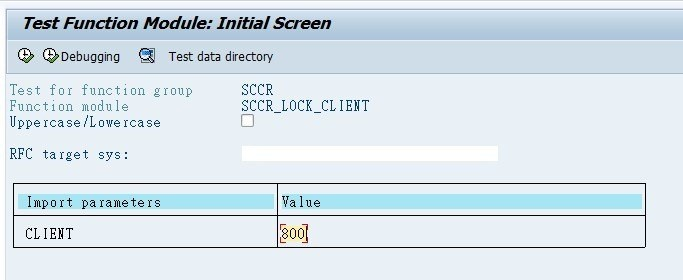 Test Function Module: Initial Screen
Debugging Test data directory
Test for function group SCCR
Function module SCCR_LOCK_CLIENT
Uppercase/Lowercase
RFC target sys:
Import parameters Value
CLIENT 800